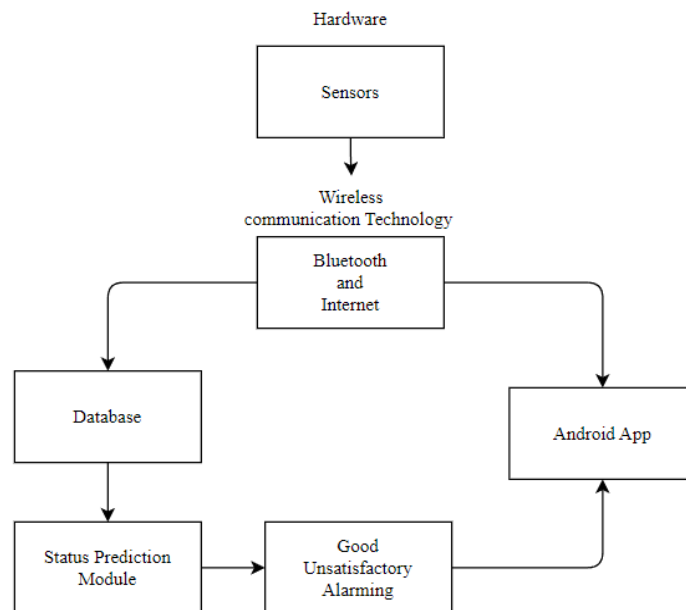 Hardware
Sensors
Wireless
communication Technology
Bluetooth
and
Internet
Database
Android App
Status Prediction
Module
Good
Unsatisfactory
Alarming